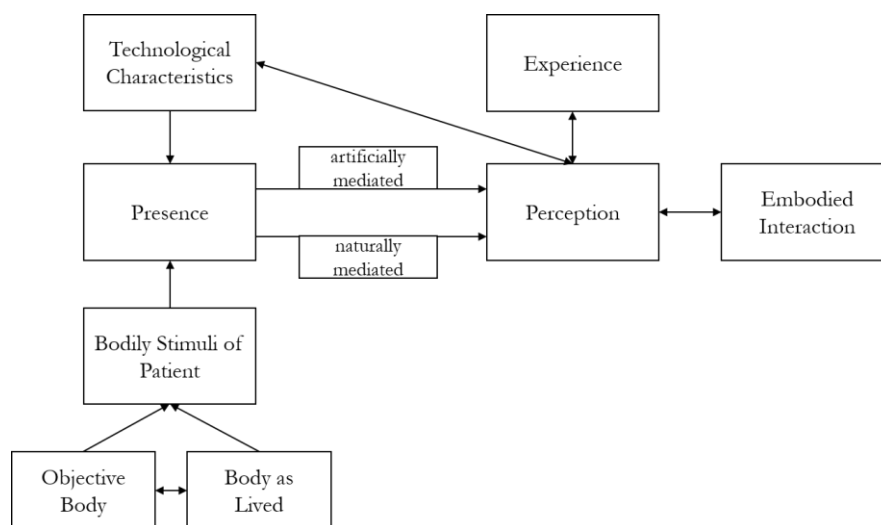 Technological
Characteristics
Experience
artificially
mediated
Presence
Perception
Embodied
Interaction
naturally
mediated
Bodily Stimuli of
Patient
Objective
Body
Body as
Lived